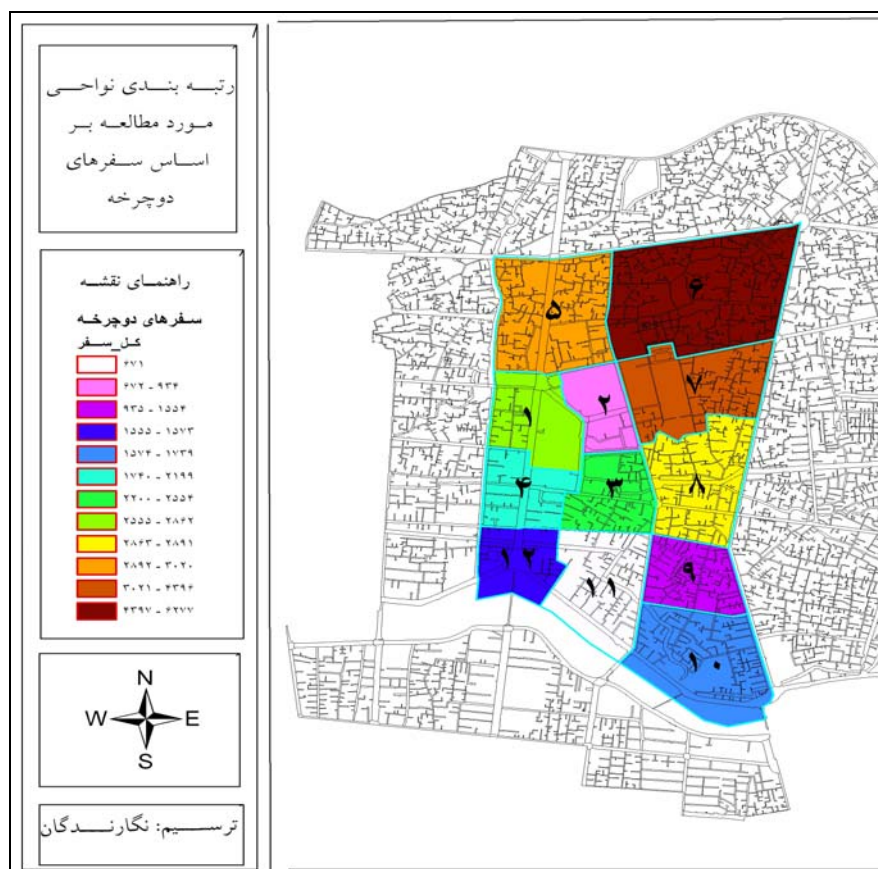 رتبه بندی نواحی
مورد مطالعه بر
اساس سفرهای
دوچرخه
راهنمای نقشه
سفرهای دوچرخه
کل_سفر
۶۷۱
۶۷۲ - ۹۳۴
۹۳۵ - ۱۵۵۴
۱۵۵۵ - ۱۵۷۳
۱۵۷۴ - ۱۷۳۹
۱۷۴۰ - ۲۱۹۹
۲۲۰۰ - ۲۵۵۴
۲۵۵۵ - ۲۸۶۲
۲۸۶۳ - ۲۸۹۱
۲۸۹۲ - ۳۰۲۰
۳۰۲۱ - ۴۳۹۶
۴۳۹۷ - ۶۲۷۷
N
W E
S
ترسیم: نگارندگان
۵
۶
۷
۲
۱
۴
۳
۸
۱۲
۱۱
۹
۱۰